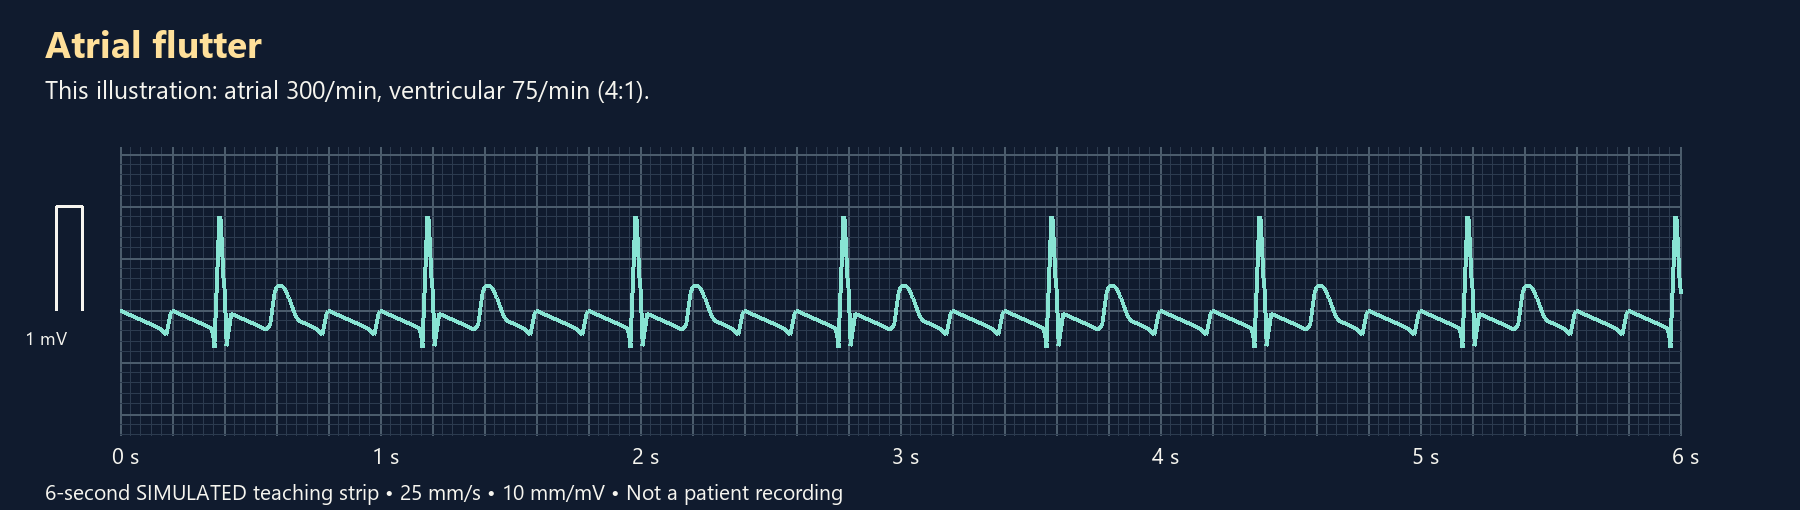 Atrial flutter
This illustration: atrial 300/min, ventricular 75/min (4:1).
1 mV
0 s 1 s 2 s 3 s 4 s 5 s 6 s
6-second SIMULATED teaching strip • 25 mm/s • 10 mm/mV • Not a patient recording